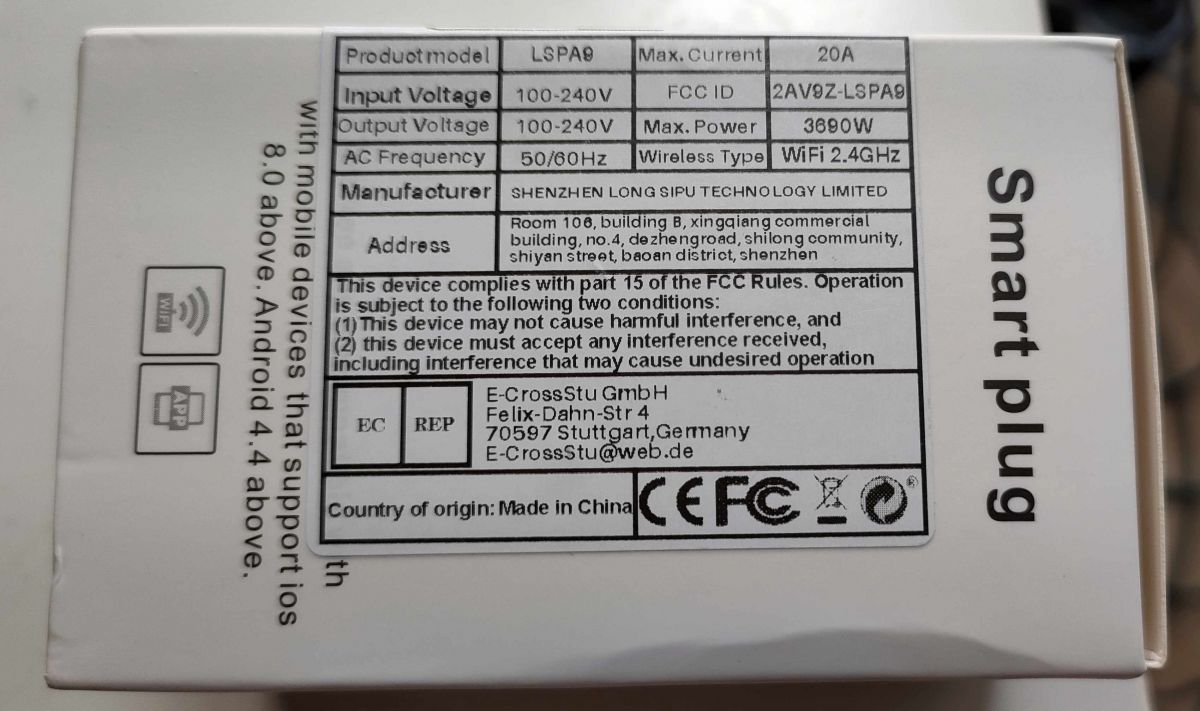 Product model LSPA9 Max. Current 20A
Input Voltage 100-240V FCC ID 2AV9Z-LSPA9
Output Voltage 100-240V Max. Power 3690W
AC Frequency 50/60Hz Wireless Type WiFi 2.4GHz
Manufacturer SHENZHEN LONG SIPU TECHNOLOGY LIMITED
Address
Room 106, building B, xingqiang commercial
building, no.4, dezhengroad, shilong community,
shiyan street, baoan district, shenzhen
This device complies with part 15 of the FCC Rules. Operation
is subject to the following two conditions:
(1) This device may not cause harmful interference, and
(2) this device must accept any interference received,
including interference that may cause undesired operation
EC REP
E-CrossStu GmbH
Felix-Dahn-Str 4
70597 Stuttgart,Germany
E-CrossStu@web.de
Country of origin: Made in China
CE FC
Smart plug
th
with mobile devices that support ios
8.0 above. Android 4.4 above.
WIFI
APP